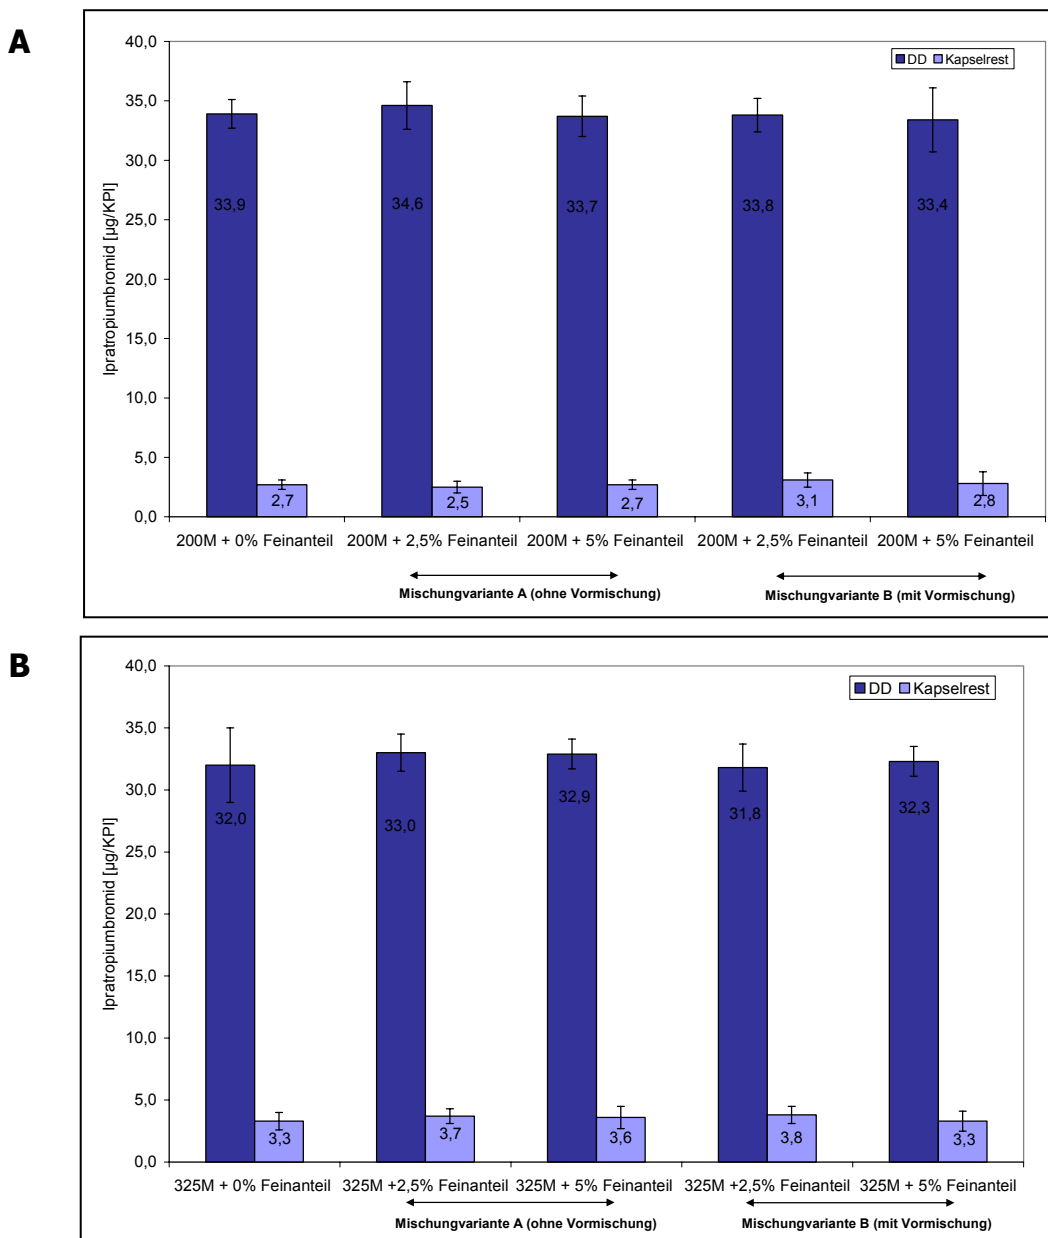 A
40,0
DD Kapselrest
35,0
30,0
33,9 34,6 33,7 33,8 33,4
25,0
20,0
Ipratropiumbromid [µg/KPI]
15,0
10,0
5,0
2,7 2,5 2,7 3,1 2,8
0,0
200M + 0% Feinanteil 200M + 2,5% Feinanteil 200M + 5% Feinanteil 200M + 2,5% Feinanteil 200M + 5% Feinanteil
Mischungvariante A (ohne Vormischung) Mischungvariante B (mit Vormischung)
B
40,0
DD Kapselrest
35,0
30,0
32,0 33,0 32,9 31,8 32,3
25,0
20,0
Ipratropiumbromid [µg/KPI]
15,0
10,0
5,0
3,3 3,7 3,6 3,8 3,3
0,0
325M + 0% Feinanteil 325M +2,5% Feinanteil 325M + 5% Feinanteil 325M +2,5% Feinanteil 325M + 5% Feinanteil
Mischungvariante A (ohne Vormischung) Mischungvariante B (mit Vormischung)